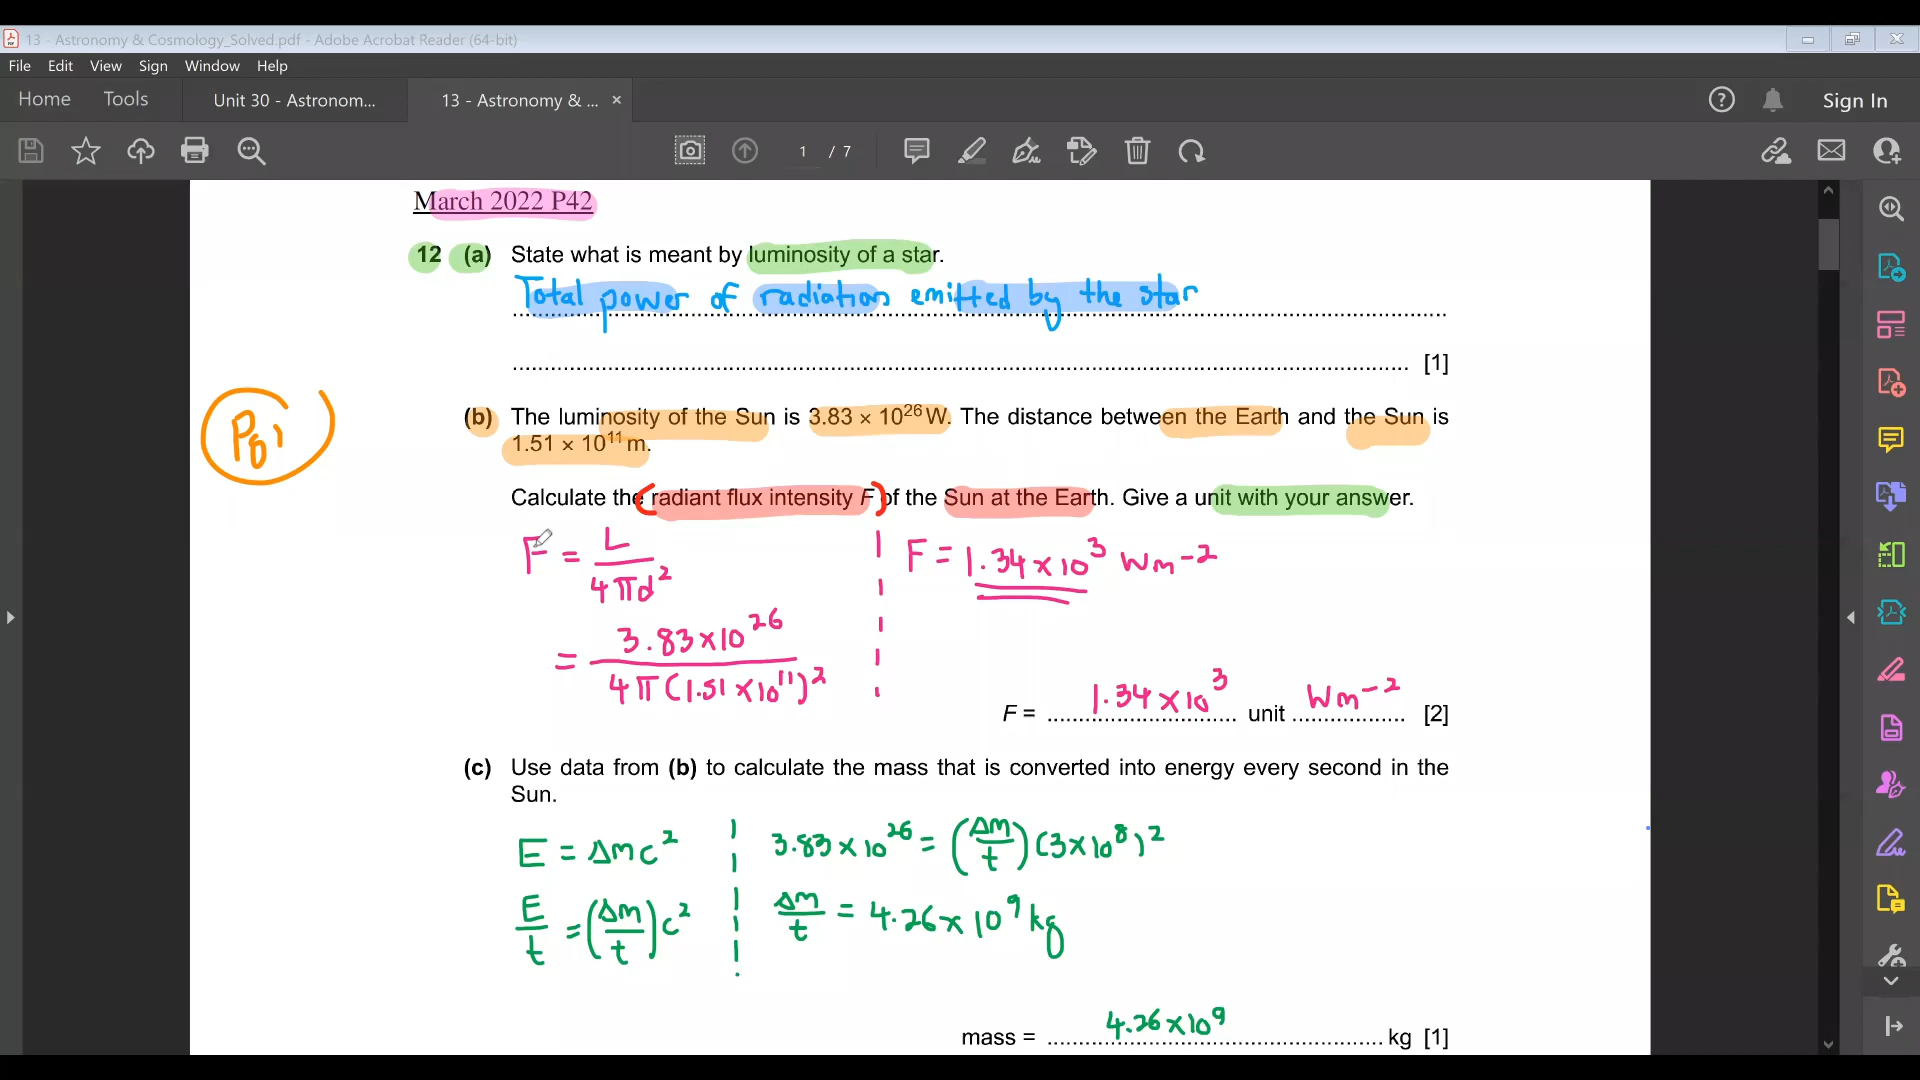 13 - Astronomy & Cosmology_Solved.pdf - Adobe Acrobat Reader (64-bit)
File Edit View Sign Window Help
Home Tools Unit 30 - Astronom... 13 - Astronomy & ... × Sign In
1 / 7
March 2022 P42
12 (a) State what is meant by luminosity of a star.
Total power of radiation emitted by the star
[1]
(b) The luminosity of the Sun is 3.83 × 10²⁶ W. The distance between the Earth and the Sun is
1.51 × 10¹¹ m.
Calculate the (radiant flux intensity F) of the Sun at the Earth. Give a unit with your answer.
F = L / 4πd²
= 3.83 × 10²⁶ / 4π(1.51 × 10¹¹)²
F = 1.34 × 10³ Wm⁻²
F = 1.34 × 10³ unit Wm⁻² [2]
(c) Use data from (b) to calculate the mass that is converted into energy every second in the
Sun.
E = Δmc²
E/t = (Δm/t)c²
3.83 × 10²⁶ = (Δm/t)(3 × 10⁸)²
Δm/t = 4.26 × 10⁹ kg
mass = 4.26 × 10⁹ kg [1]